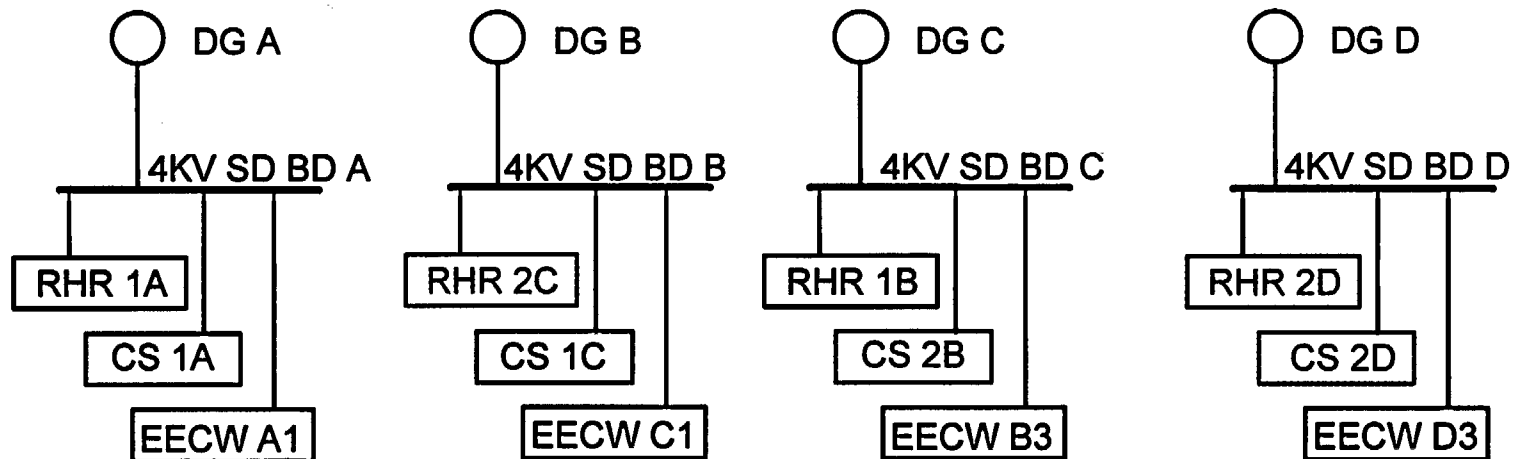 DG A
DG B
DG C
DG D
4KV SD BD A
4KV SD BD B
4KV SD BD C
4KV SD BD D
RHR 1A
RHR 2C
RHR 1B
RHR 2D
CS 1A
CS 1C
CS 2B
CS 2D
EECW A1
EECW C1
EECW B3
EECW D3